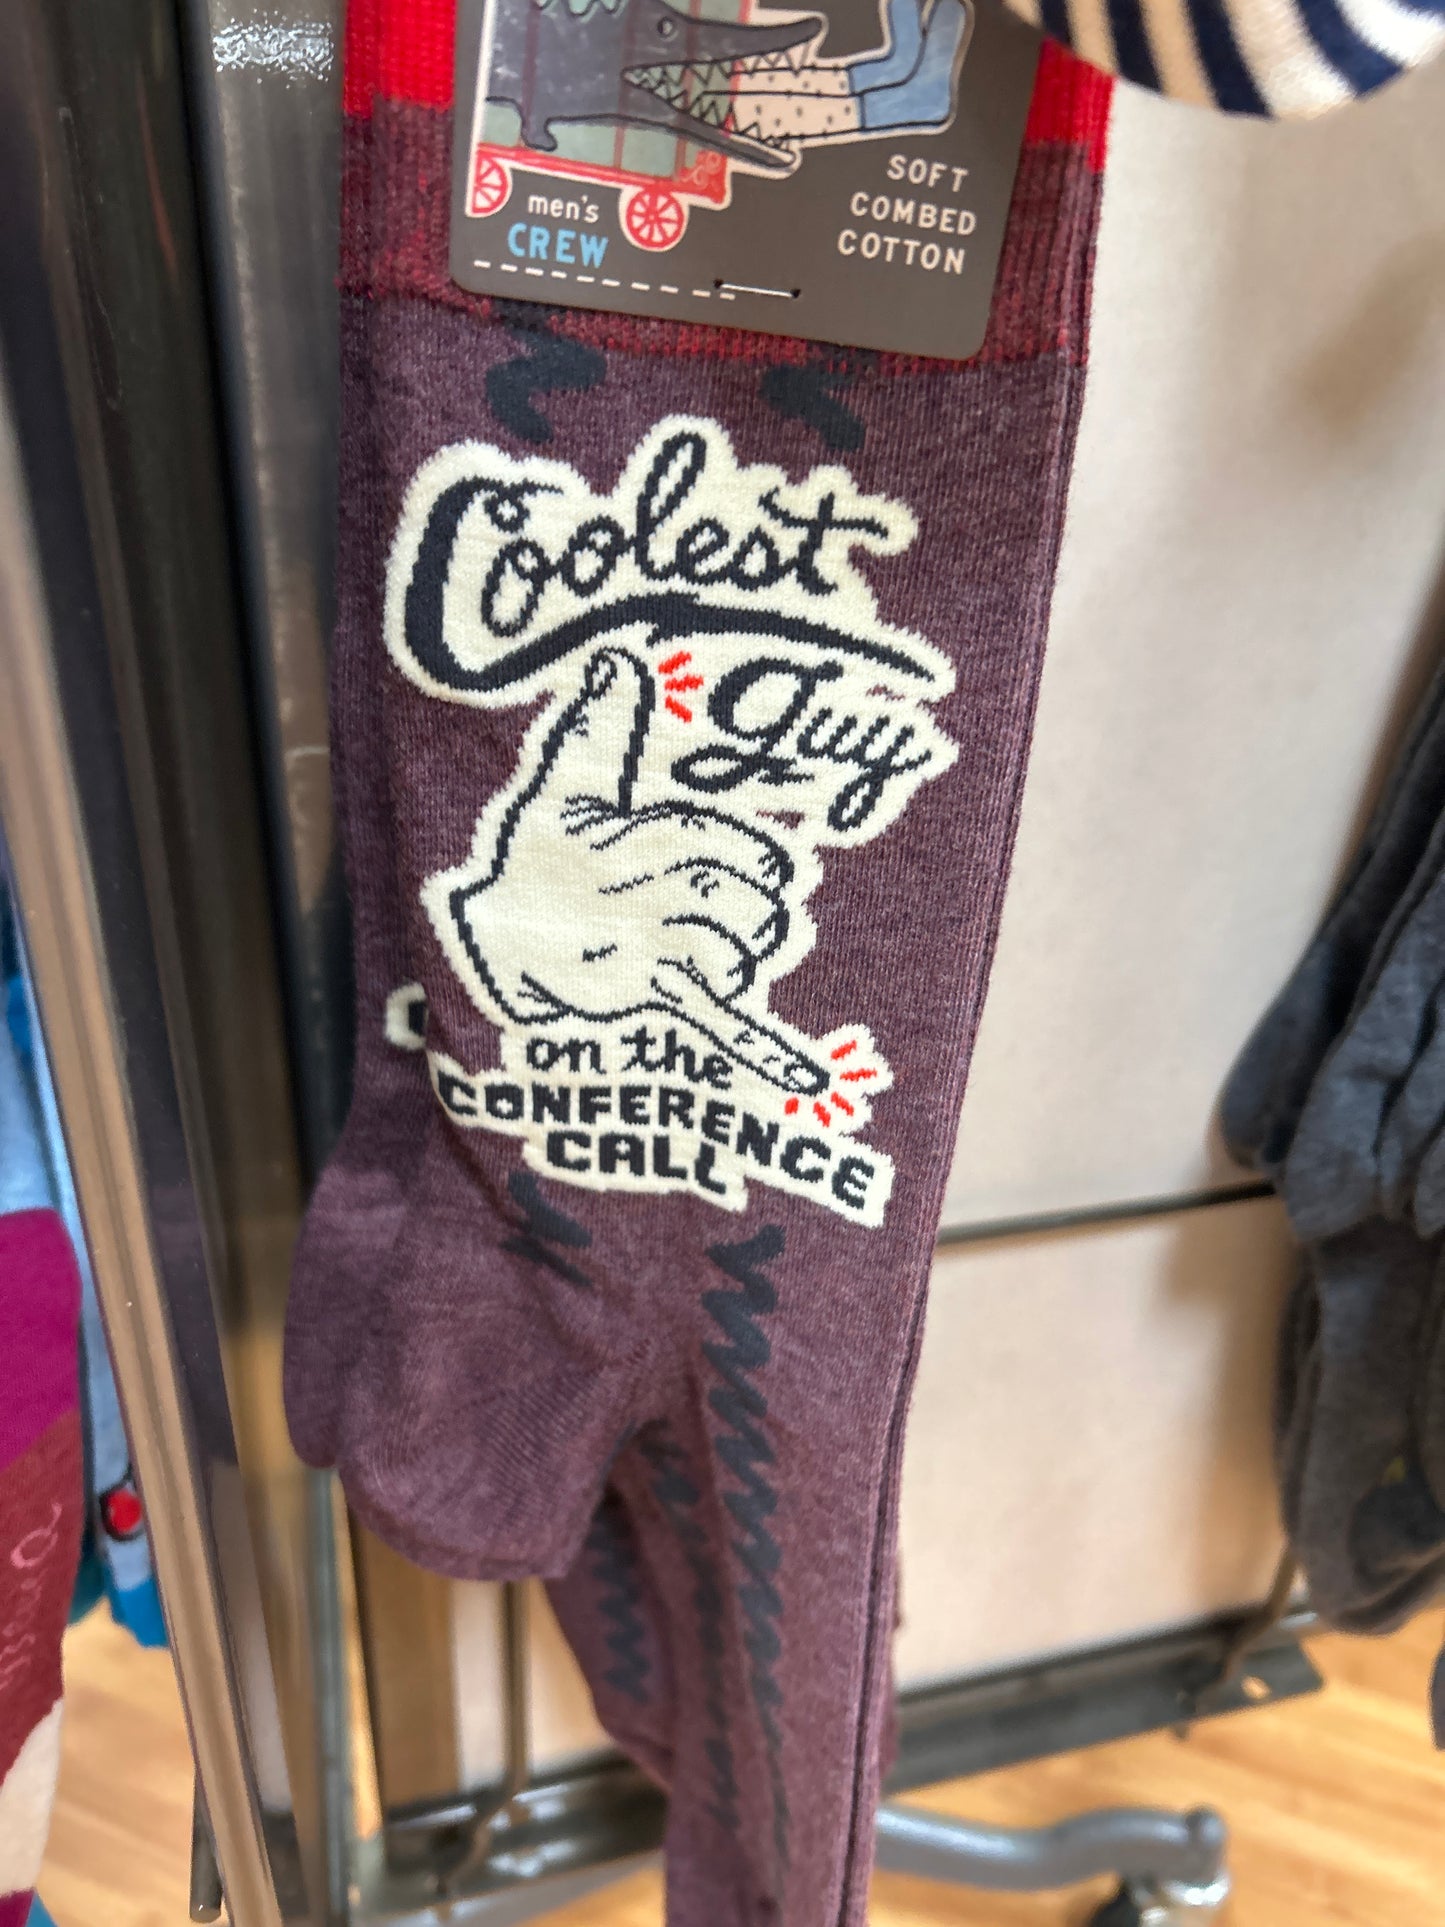 men's
CREW
SOFT
COMBED
COTTON
Coolest
guy
on the
CONFERENCE
CALL